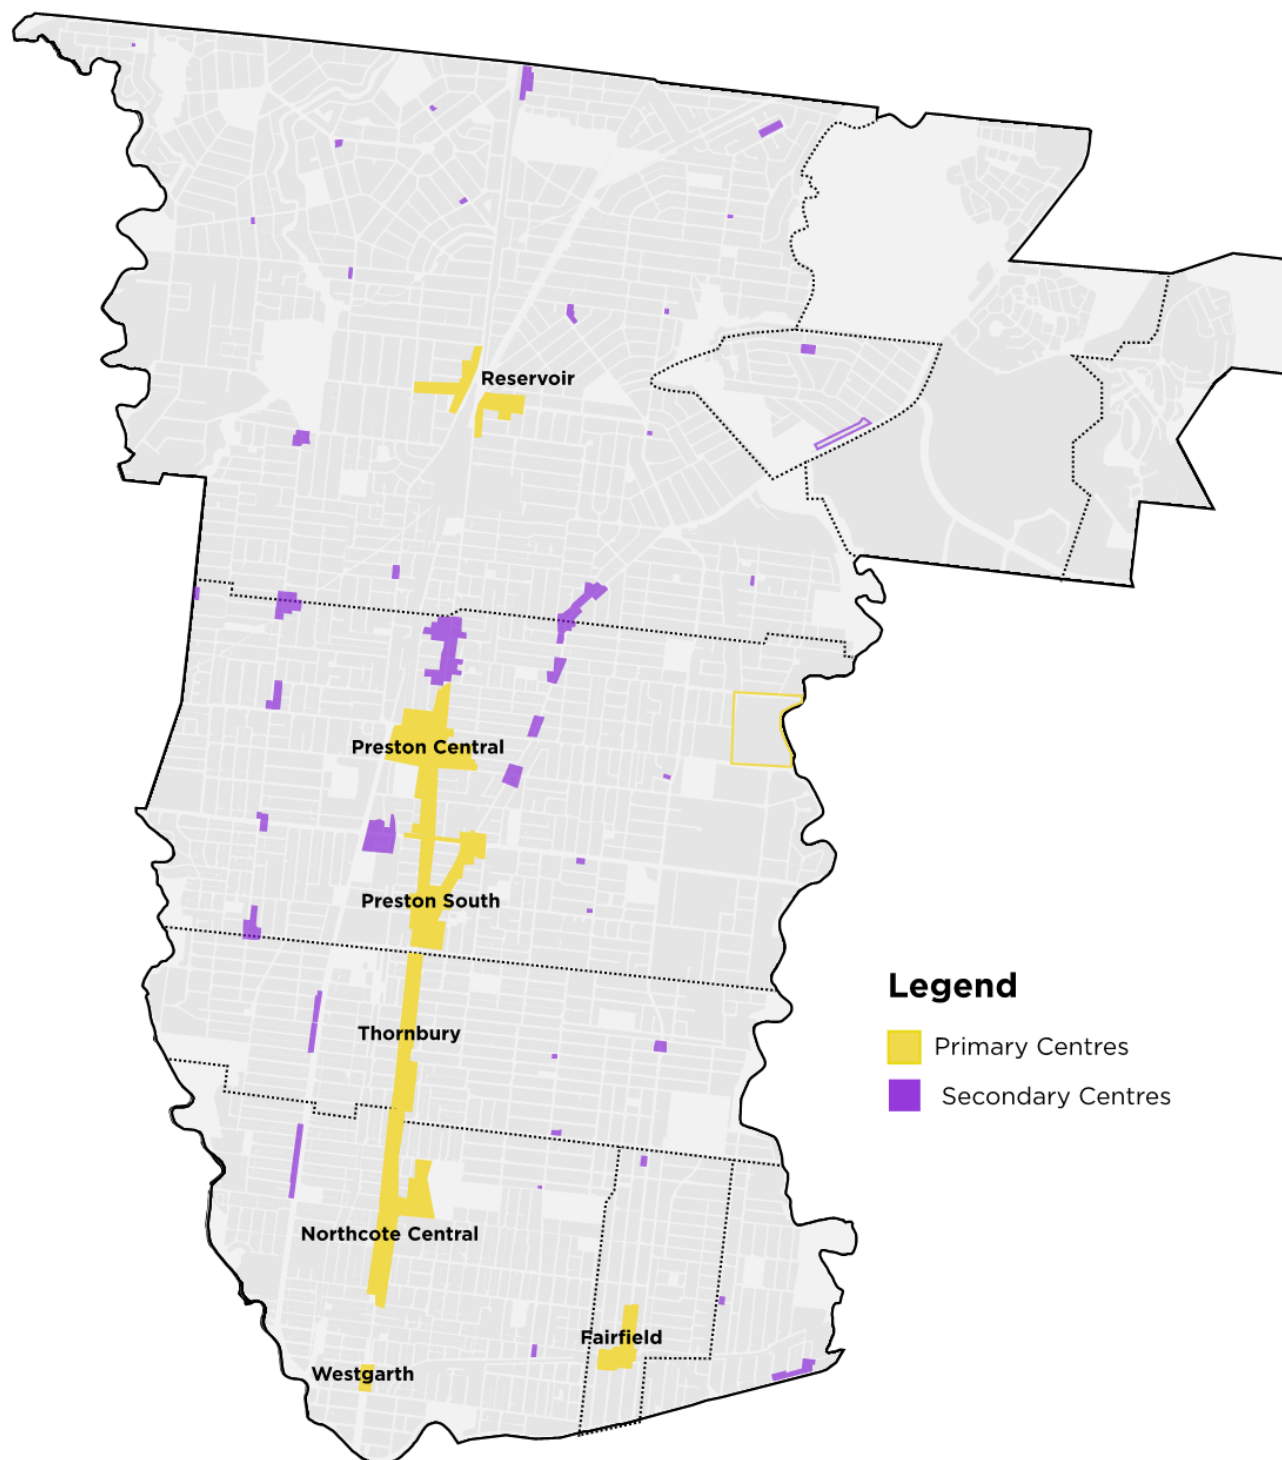 Reservoir
Preston Central
Preston South
Legend
Thornbury
Primary Centres
Secondary Centres
Northcote Central
Fairfield
Westgarth